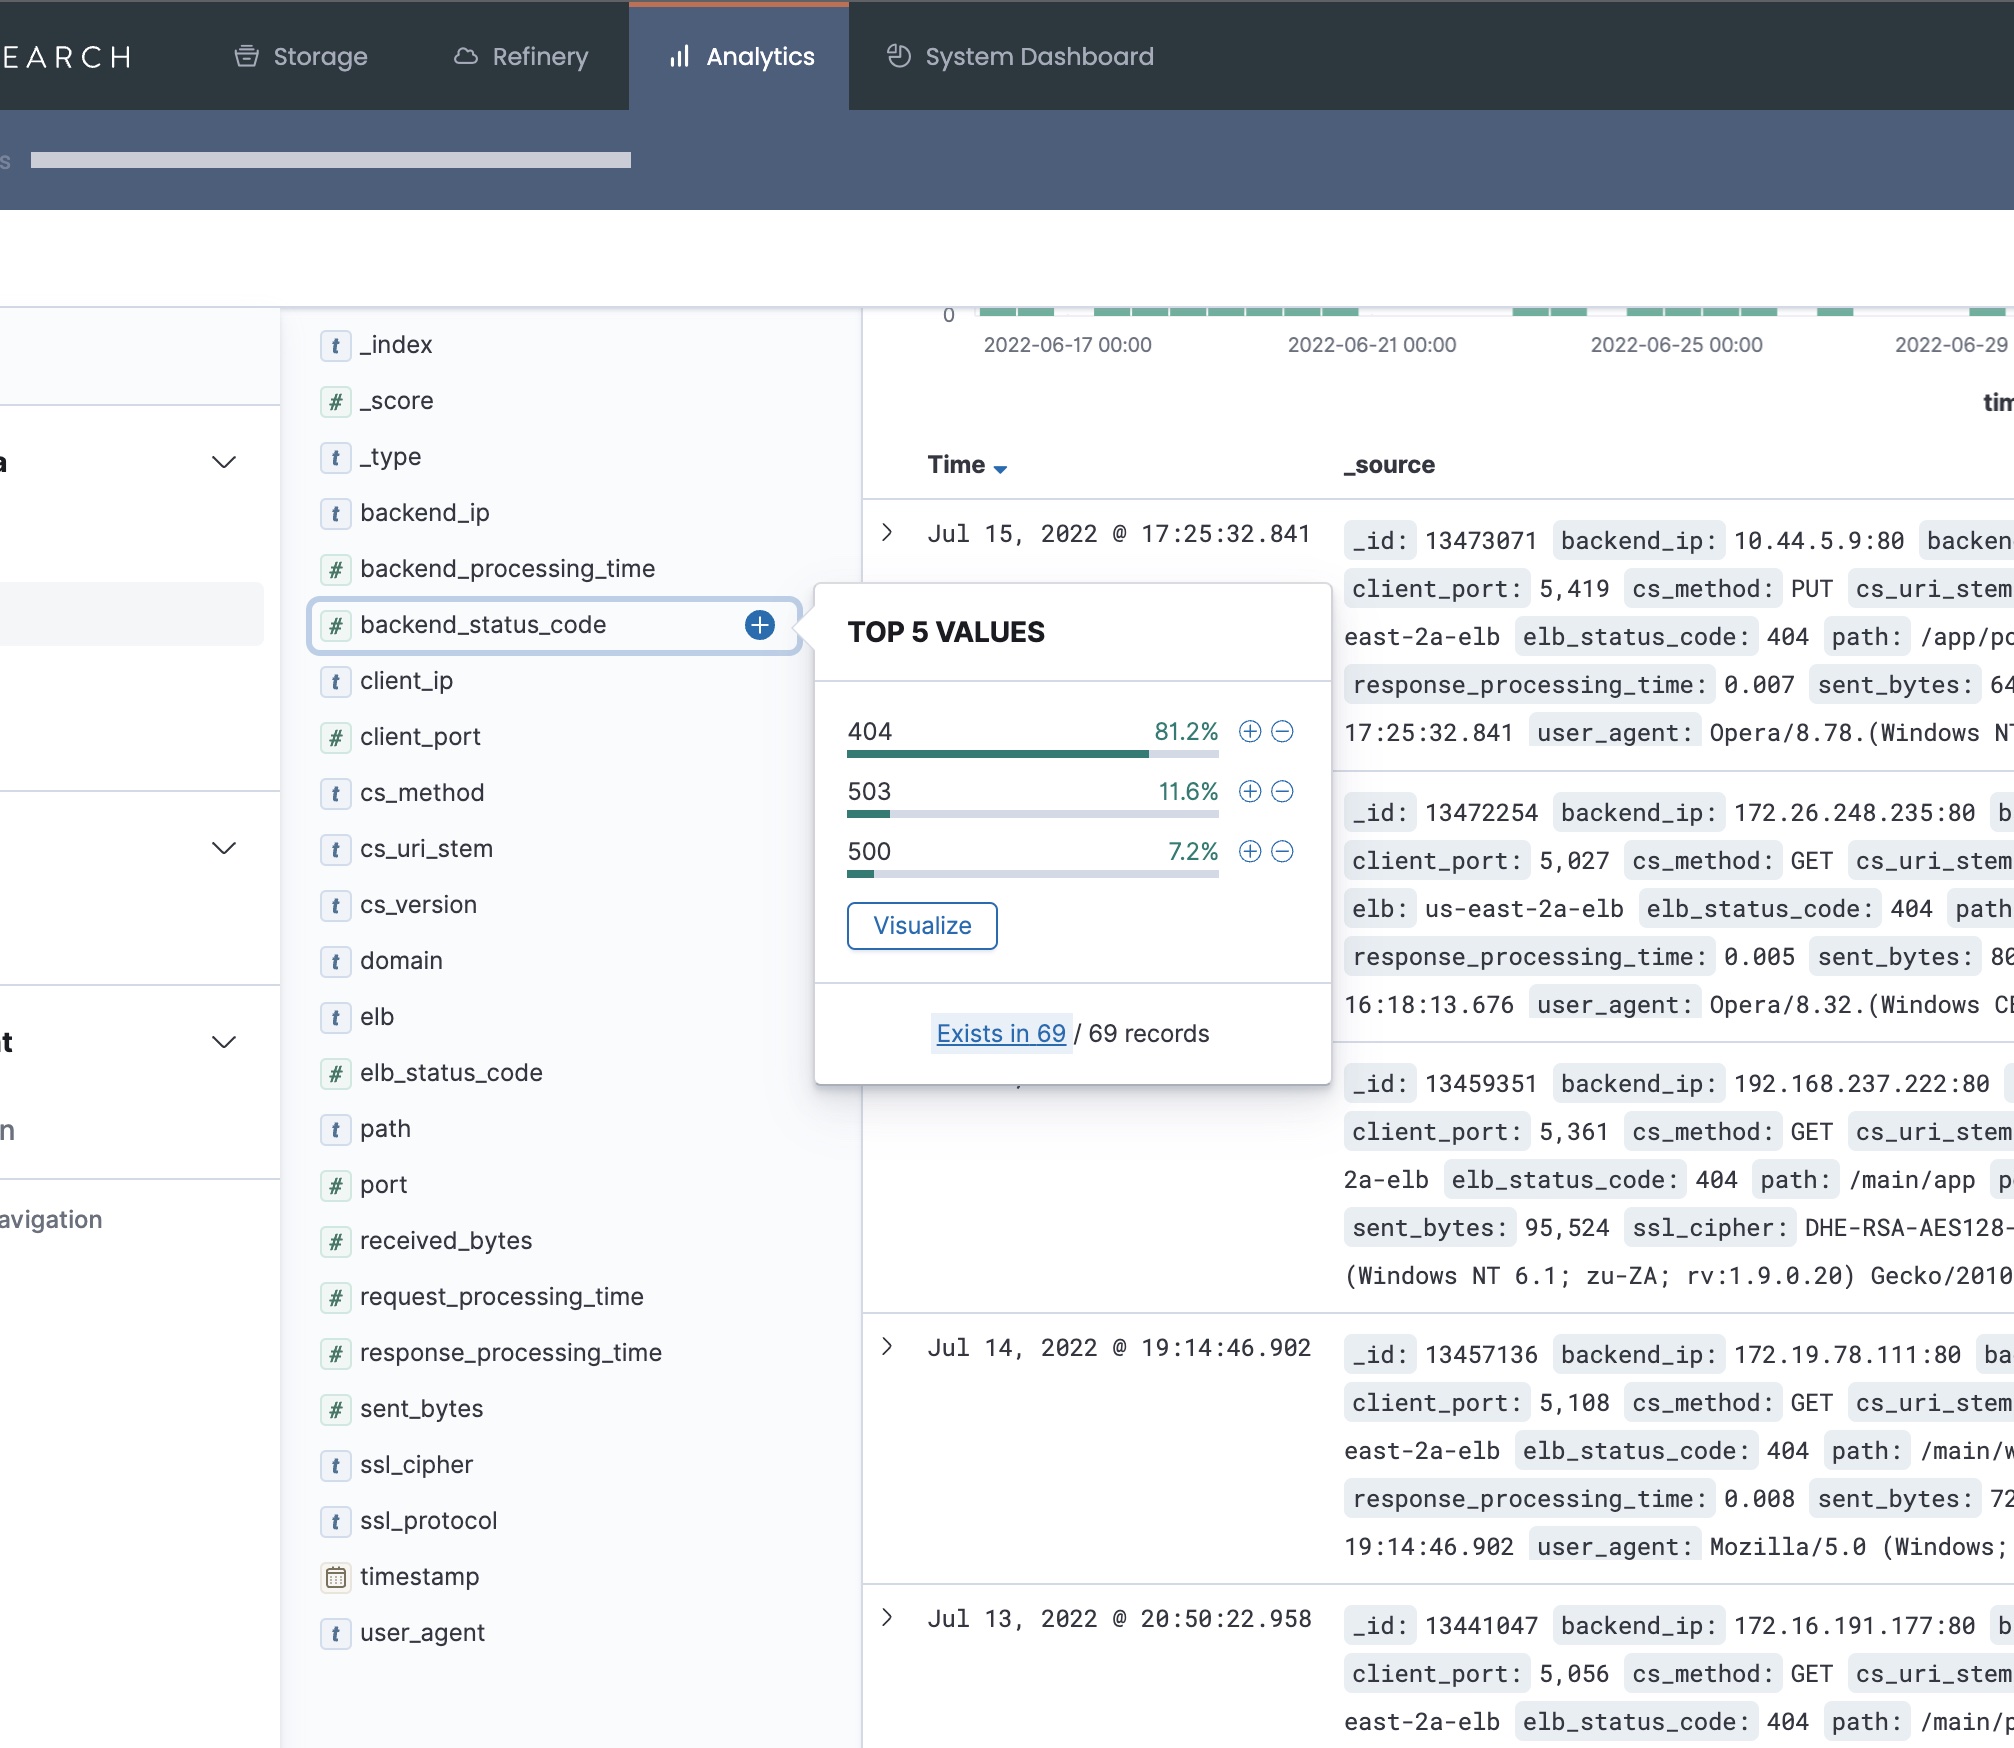 EARCH
Storage
Refinery
Analytics
System Dashboard
s
a
t
n
avigation
_index
_score
_type
backend_ip
backend_processing_time
backend_status_code
client_ip
client_port
cs_method
cs_uri_stem
cs_version
domain
elb
elb_status_code
path
port
received_bytes
request_processing_time
response_processing_time
sent_bytes
ssl_cipher
ssl_protocol
timestamp
user_agent
TOP 5 VALUES
404 81.2%
503 11.6%
500 7.2%
Visualize
Exists in 69 / 69 records
0
2022-06-17 00:00 2022-06-21 00:00 2022-06-25 00:00 2022-06-29
tim
Time _source
Jul 15, 2022 @ 17:25:32.841
_id: 13473071 backend_ip: 10.44.5.9:80 backen
client_port: 5,419 cs_method: PUT cs_uri_stem
east-2a-elb elb_status_code: 404 path: /app/po
response_processing_time: 0.007 sent_bytes: 64
17:25:32.841 user_agent: Opera/8.78.(Windows NT
_id: 13472254 backend_ip: 172.26.248.235:80 b
client_port: 5,027 cs_method: GET cs_uri_stem
elb: us-east-2a-elb elb_status_code: 404 path
response_processing_time: 0.005 sent_bytes: 80
16:18:13.676 user_agent: Opera/8.32.(Windows CE
_id: 13459351 backend_ip: 192.168.237.222:80
client_port: 5,361 cs_method: GET cs_uri_stem
2a-elb elb_status_code: 404 path: /main/app p
sent_bytes: 95,524 ssl_cipher: DHE-RSA-AES128-
(Windows NT 6.1; zu-ZA; rv:1.9.0.20) Gecko/2010
Jul 14, 2022 @ 19:14:46.902
_id: 13457136 backend_ip: 172.19.78.111:80 ba
client_port: 5,108 cs_method: GET cs_uri_stem
east-2a-elb elb_status_code: 404 path: /main/w
response_processing_time: 0.008 sent_bytes: 72
19:14:46.902 user_agent: Mozilla/5.0 (Windows;
Jul 13, 2022 @ 20:50:22.958
_id: 13441047 backend_ip: 172.16.191.177:80 b
client_port: 5,056 cs_method: GET cs_uri_stem
east-2a-elb elb_status_code: 404 path: /main/p